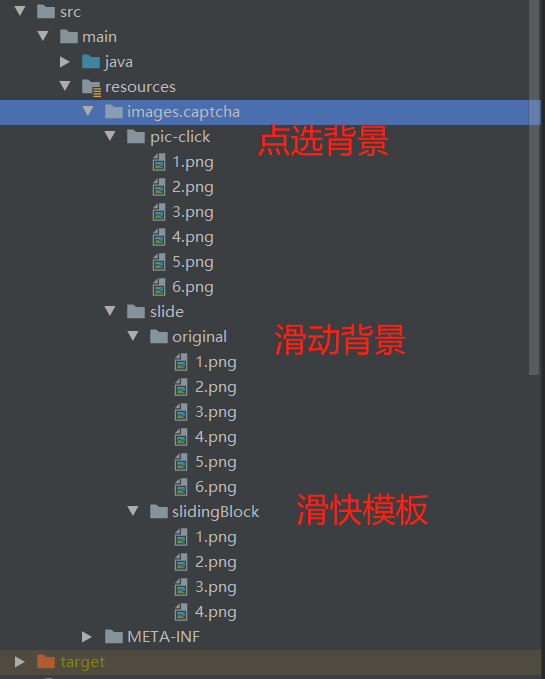 src
main
java
resources
images.captcha
pic-click
点选背景
1.png
2.png
3.png
4.png
5.png
6.png
slide
original
滑动背景
1.png
2.png
3.png
4.png
5.png
6.png
slidingBlock
滑快模板
1.png
2.png
3.png
4.png
META-INF
target